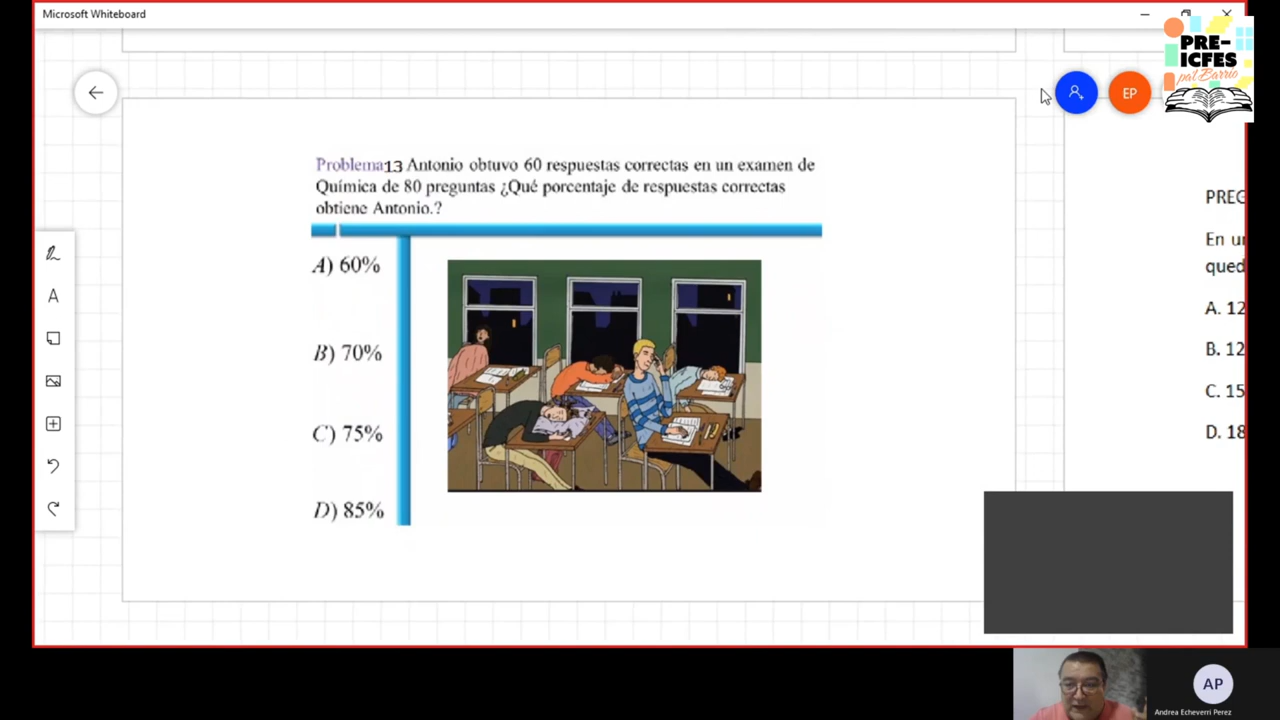 Microsoft Whiteboard
PRE-
ICFES
pal Barrio
EP
Problema13 Antonio obtuvo 60 respuestas correctas en un examen de
Química de 80 preguntas ¿Qué porcentaje de respuestas correctas
obtiene Antonio.?
A) 60%
B) 70%
C) 75%
D) 85%
A
PREG
En un
qued
A. 12
B. 12
C. 15
D. 18
AP
Andrea Echeverri Perez